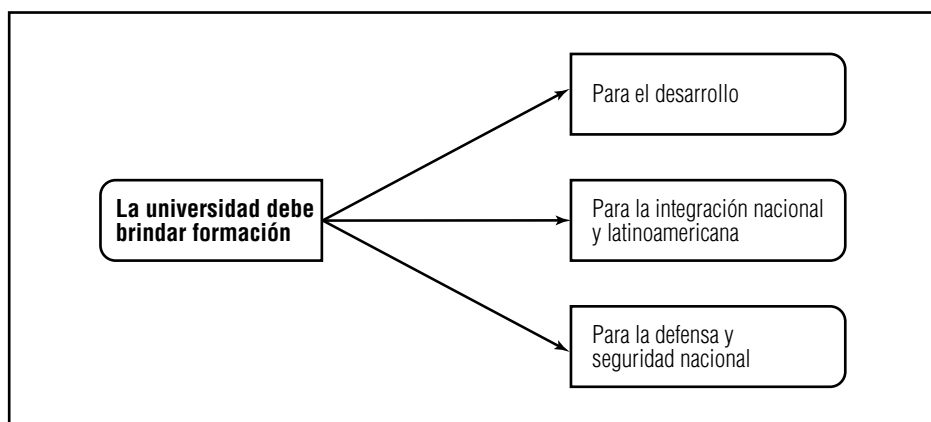 La universidad debe
brindar formación
Para el desarrollo
Para la integración nacional
y latinoamericana
Para la defensa y
seguridad nacional